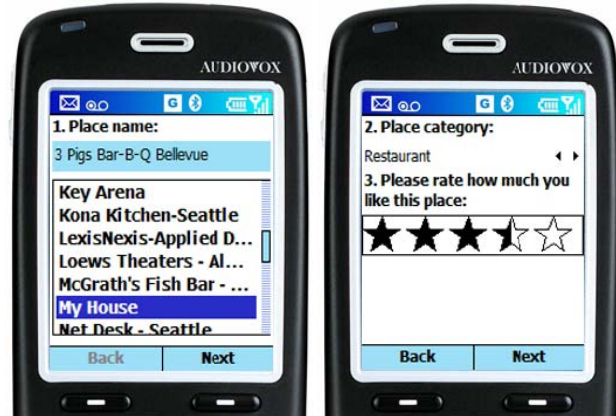 AUDIOVOX
G
1. Place name:
3 Pigs Bar-B-Q Bellevue
Key Arena
Kona Kitchen-Seattle
LexisNexis-Applied D...
Loews Theaters - Al...
McGrath's Fish Bar - ...
My House
Net Desk - Seattle
Back Next
AUDIOVOX
G
2. Place category:
Restaurant
3. Please rate how much you
like this place:
Back Next